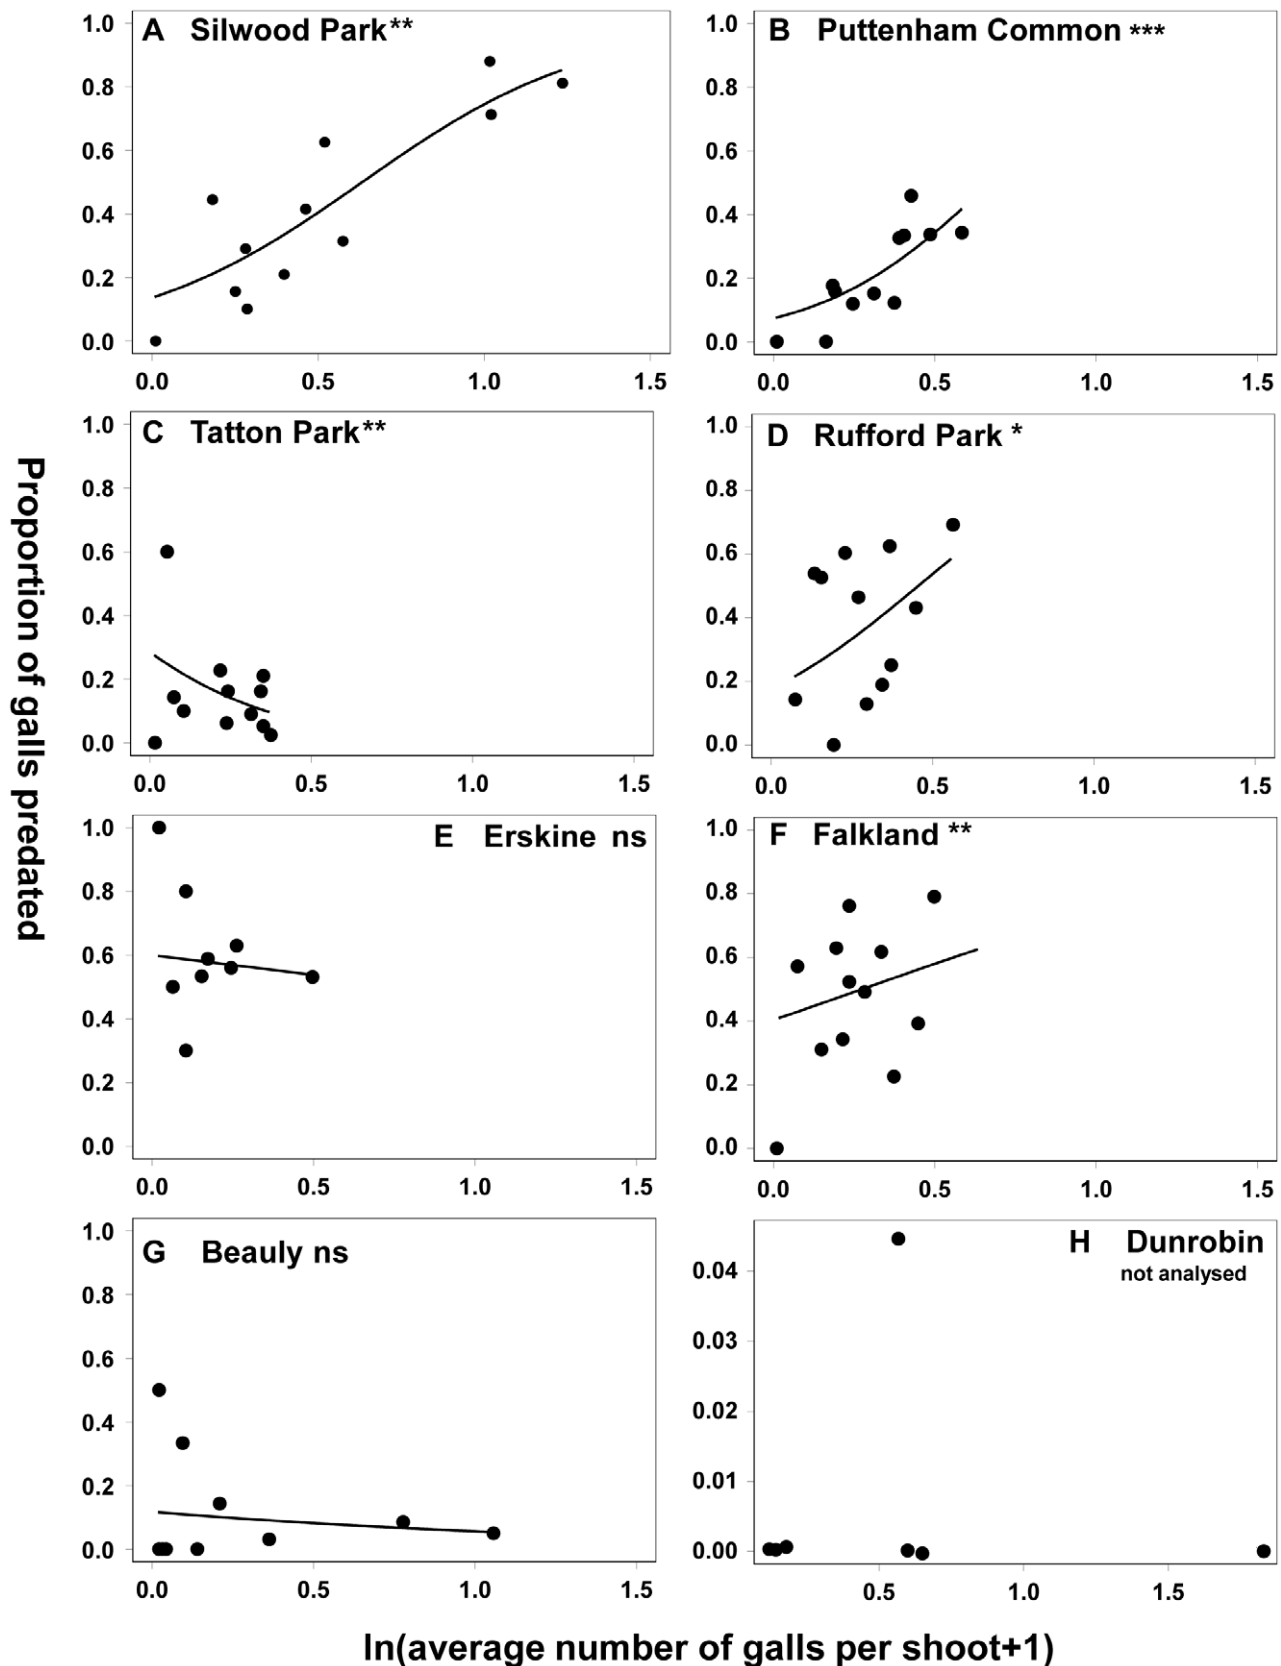 Proportion of galls predated
A Silwood Park**
1.0
0.8
0.6
0.4
0.2
0.0
0.0 0.5 1.0 1.5
B Puttenham Common ***
1.0
0.8
0.6
0.4
0.2
0.0
0.0 0.5 1.0 1.5
C Tatton Park**
1.0
0.8
0.6
0.4
0.2
0.0
0.0 0.5 1.0 1.5
D Rufford Park *
1.0
0.8
0.6
0.4
0.2
0.0
0.0 0.5 1.0 1.5
E Erskine ns
1.0
0.8
0.6
0.4
0.2
0.0
0.0 0.5 1.0 1.5
F Falkland **
1.0
0.8
0.6
0.4
0.2
0.0
0.0 0.5 1.0 1.5
G Beauly ns
1.0
0.8
0.6
0.4
0.2
0.0
0.0 0.5 1.0 1.5
H Dunrobin
not analysed
0.04
0.03
0.02
0.01
0.00
0.5 1.0 1.5
ln(average number of galls per shoot+1)